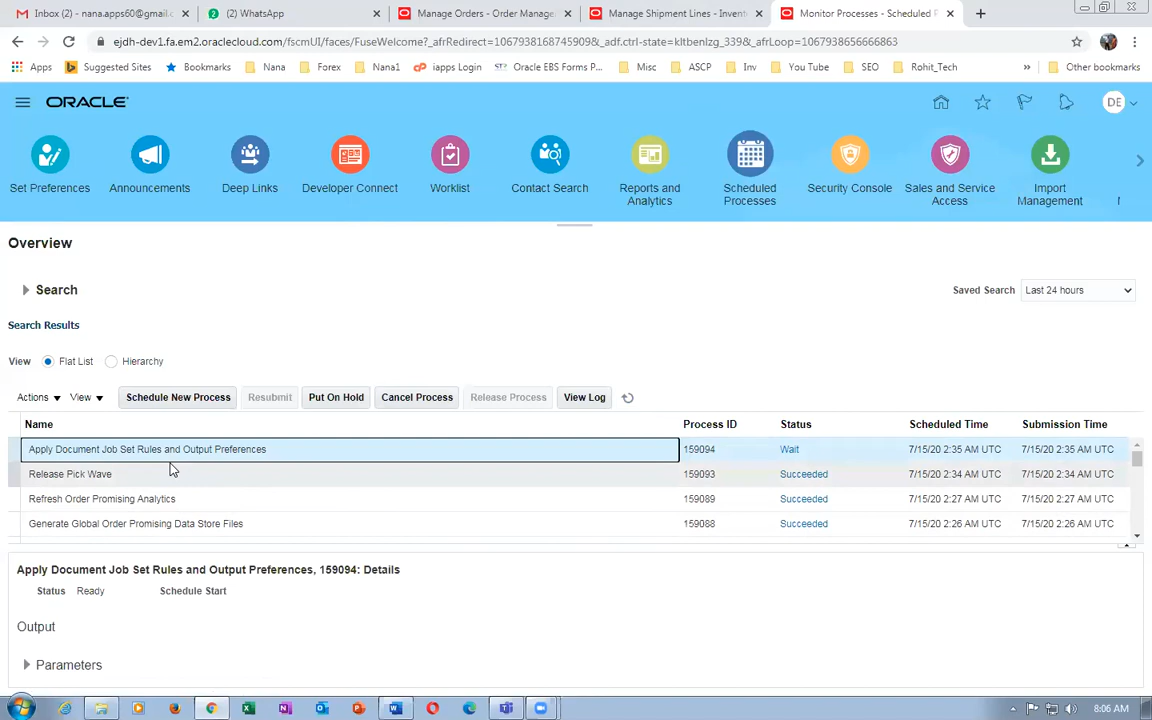 Inbox (2) - nana.apps60@gmail.c
(2) WhatsApp
Manage Orders - Order Manage
Manage Shipment Lines - Invent
Monitor Processes - Scheduled P
ejdh-dev1.fa.em2.oraclecloud.com/fscmUI/faces/FuseWelcome?_afrRedirect=1067938168745909&_adf.ctrl-state=kltbenlzg_339&_afrLoop=1067938656666863
Apps
Suggested Sites
Bookmarks
Nana
Forex
Nana1
iapps Login
Oracle EBS Forms P...
Misc
ASCP
Inv
You Tube
SEO
Rohit_Tech
»
Other bookmarks
ORACLE
DE
Set Preferences
Announcements
Deep Links
Developer Connect
Worklist
Contact Search
Reports and
Analytics
Scheduled
Processes
Security Console
Sales and Service
Access
Import
Management
Overview
Search
Saved Search Last 24 hours
Search Results
View Flat List Hierarchy
Actions View Schedule New Process Resubmit Put On Hold Cancel Process Release Process View Log
Name Process ID Status Scheduled Time Submission Time
Apply Document Job Set Rules and Output Preferences 159094 Wait 7/15/20 2:35 AM UTC 7/15/20 2:35 AM UTC
Release Pick Wave 159093 Succeeded 7/15/20 2:35 AM UTC 7/15/20 2:35 AM UTC
Refresh Order Promising Analytics 159089 Succeeded 7/15/20 2:27 AM UTC 7/15/20 2:27 AM UTC
Generate Global Order Promising Data Store Files 159088 Succeeded 7/15/20 2:26 AM UTC 7/15/20 2:26 AM UTC
Apply Document Job Set Rules and Output Preferences, 159094: Details
Status Ready Schedule Start
Output
Parameters
8:06 AM